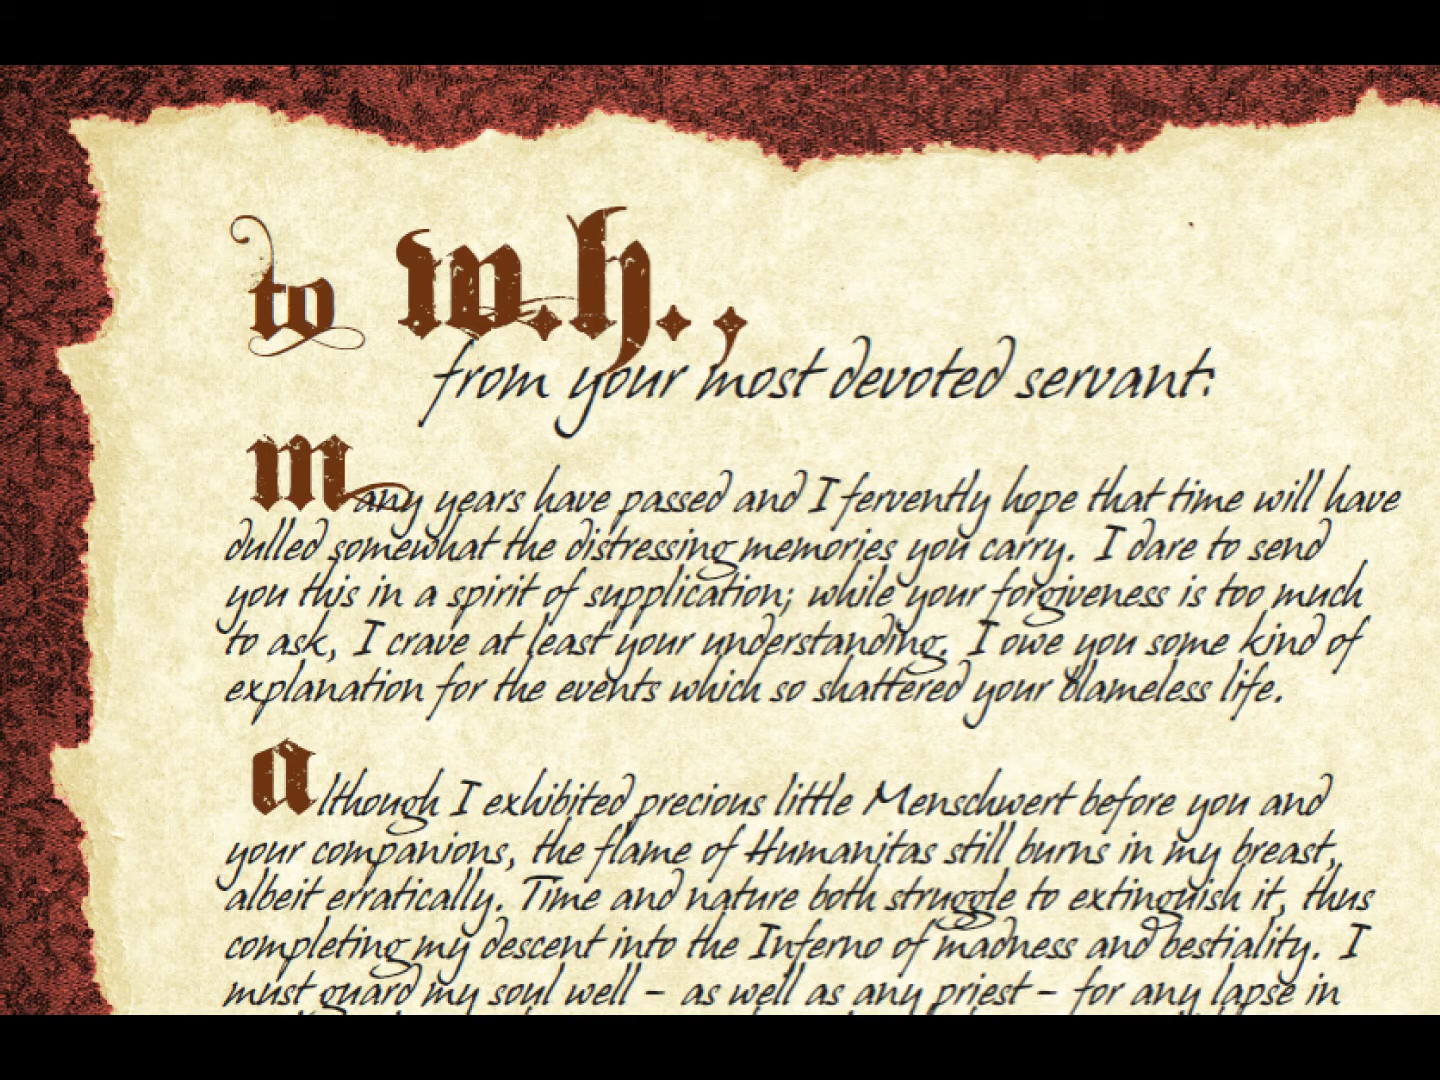 to w.h.,
from your most devoted servant:
Many years have passed and I fervently hope that time will have
dulled somewhat the distressing memories you carry. I dare to send
you this in a spirit of supplication; while your forgiveness is too much
to ask, I crave at least your understanding. I owe you some kind of
explanation for the events which so shattered your blameless life.
Although I exhibited precious little Menschwert before you and
your companions, the flame of Humanitas still burns in my breast,
albeit erratically. Time and nature both struggle to extinguish it, thus
completing my descent into the Inferno of madness and bestiality. I
must guard my soul well – as well as any priest – for any lapse in